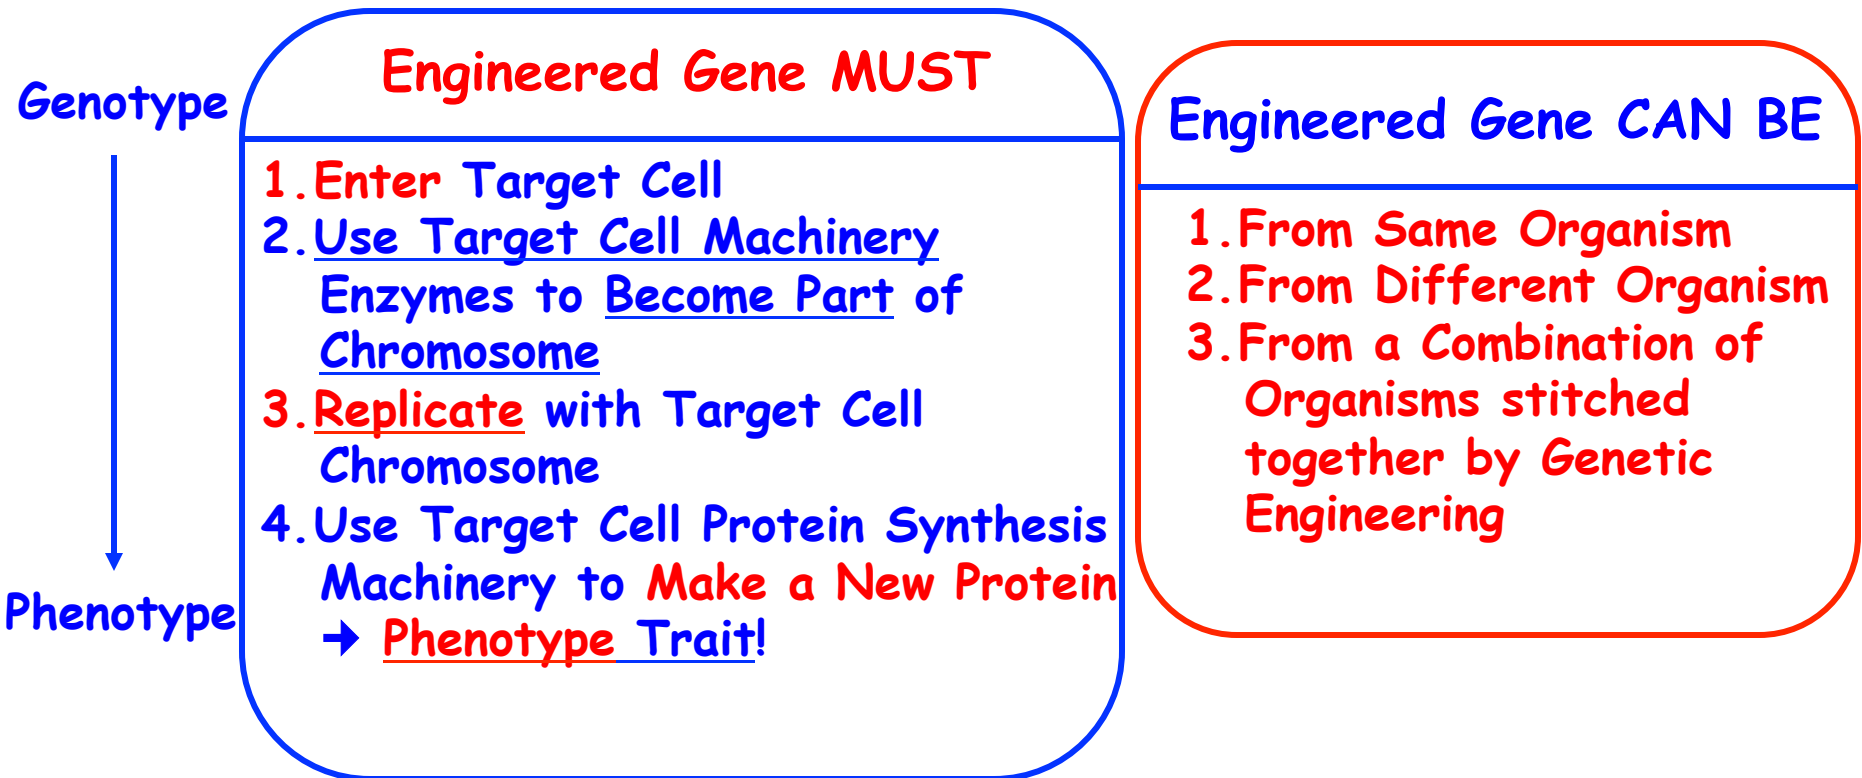 Genotype
Phenotype
Engineered Gene MUST
1.Enter Target Cell
2.Use Target Cell Machinery
Enzymes to Become Part of
Chromosome
3.Replicate with Target Cell
Chromosome
4.Use Target Cell Protein Synthesis
Machinery to Make a New Protein
➔ Phenotype Trait!
Engineered Gene CAN BE
1.From Same Organism
2.From Different Organism
3.From a Combination of
Organisms stitched
together by Genetic
Engineering